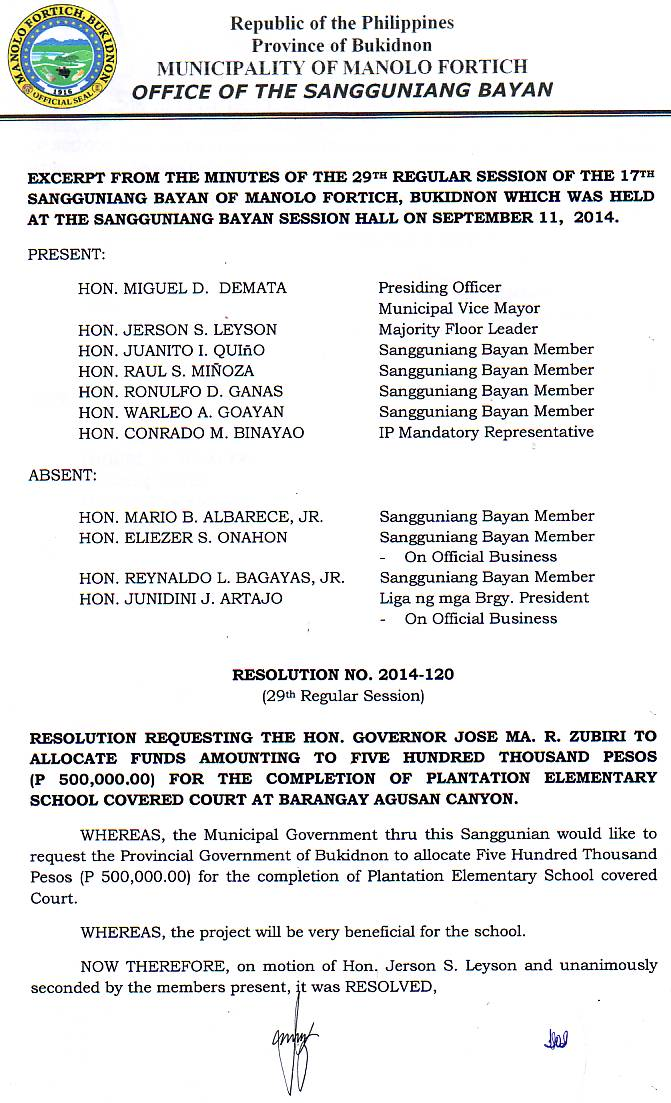 MANOLO FORTICH, BUKIDNON
1916
OFFICIAL SEAL
Republic of the Philippines
Province of Bukidnon
MUNICIPALITY OF MANOLO FORTICH
OFFICE OF THE SANGGUNIANG BAYAN
EXCERPT FROM THE MINUTES OF THE 29TH REGULAR SESSION OF THE 17TH
SANGGUNIANG BAYAN OF MANOLO FORTICH, BUKIDNON WHICH WAS HELD
AT THE SANGGUNIANG BAYAN SESSION HALL ON SEPTEMBER 11, 2014.
PRESENT:
HON. MIGUEL D. DEMATA Presiding Officer
Municipal Vice Mayor
HON. JERSON S. LEYSON Majority Floor Leader
HON. JUANITO I. QUIñO Sangguniang Bayan Member
HON. RAUL S. MIÑOZA Sangguniang Bayan Member
HON. RONULFO D. GANAS Sangguniang Bayan Member
HON. WARLEO A. GOAYAN Sangguniang Bayan Member
HON. CONRADO M. BINAYAO IP Mandatory Representative
ABSENT:
HON. MARIO B. ALBARECE, JR. Sangguniang Bayan Member
HON. ELIEZER S. ONAHON Sangguniang Bayan Member
- On Official Business
HON. REYNALDO L. BAGAYAS, JR. Sangguniang Bayan Member
HON. JUNIDINI J. ARTAJO Liga ng mga Brgy. President
- On Official Business
RESOLUTION NO. 2014-120
(29th Regular Session)
RESOLUTION REQUESTING THE HON. GOVERNOR JOSE MA. R. ZUBIRI TO
ALLOCATE FUNDS AMOUNTING TO FIVE HUNDRED THOUSAND PESOS
(P 500,000.00) FOR THE COMPLETION OF PLANTATION ELEMENTARY
SCHOOL COVERED COURT AT BARANGAY AGUSAN CANYON.
WHEREAS, the Municipal Government thru this Sanggunian would like to
request the Provincial Government of Bukidnon to allocate Five Hundred Thousand
Pesos (P 500,000.00) for the completion of Plantation Elementary School covered
Court.
WHEREAS, the project will be very beneficial for the school.
NOW THEREFORE, on motion of Hon. Jerson S. Leyson and unanimously
seconded by the members present, it was RESOLVED,